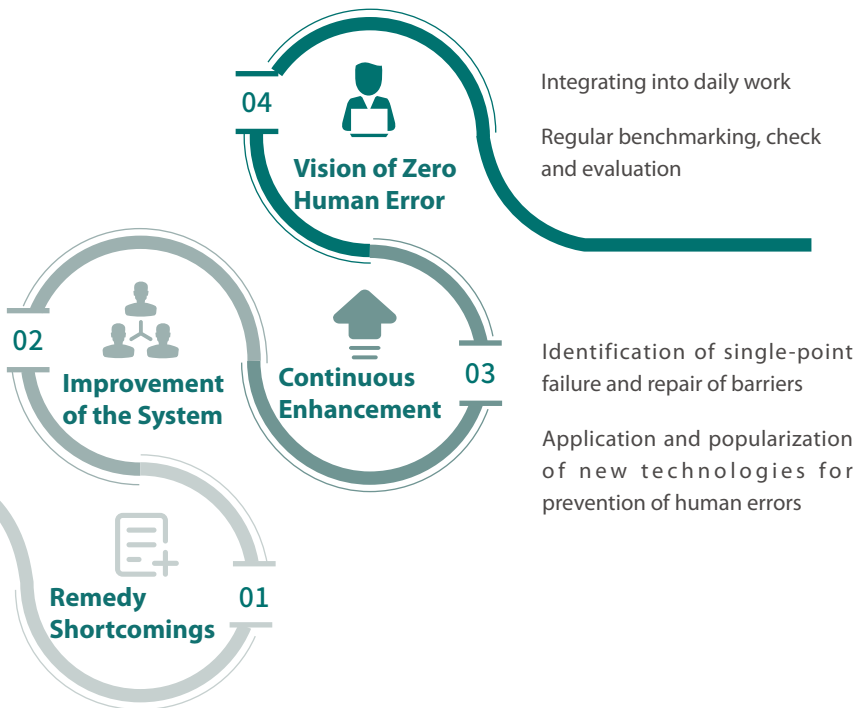 04
Vision of Zero
Human Error
Integrating into daily work
Regular benchmarking, check
and evaluation
02
Improvement
of the System
Continuous
Enhancement
03
Identification of single-point
failure and repair of barriers
Application and popularization
of new technologies for
prevention of human errors
Remedy
Shortcomings
01